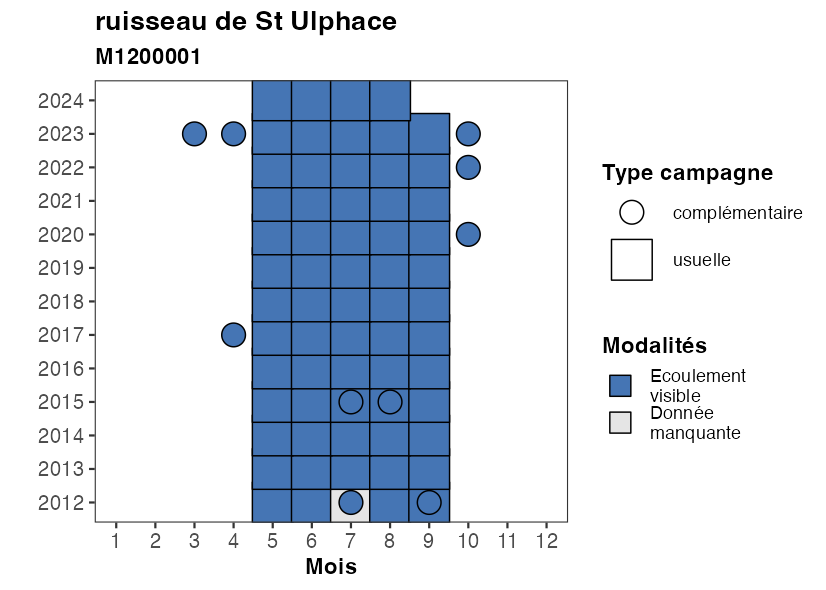 ruisseau de St Ulphace
M1200001
2024
2023
2022
2021
2020
2019
2018
2017
2016
2015
2014
2013
2012
1 2 3 4 5 6 7 8 9 10 11 12
Mois
Type campagne
complémentaire
usuelle
Modalités
Ecoulement
visible
Donnée
manquante